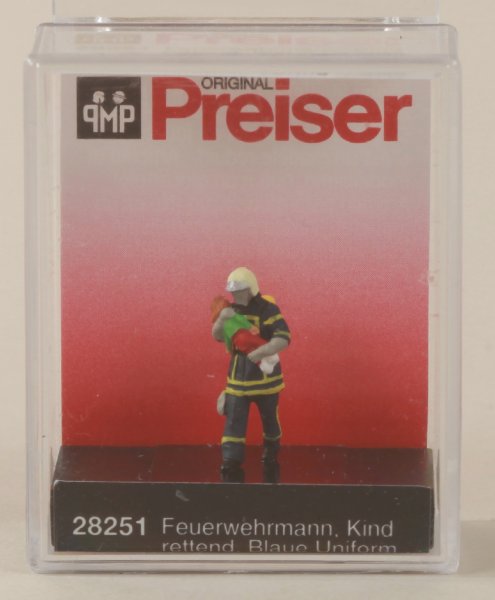 PMP
ORIGINAL
Preiser
28251 Feuerwehrmann, Kind
rettend, Blaue Uniform